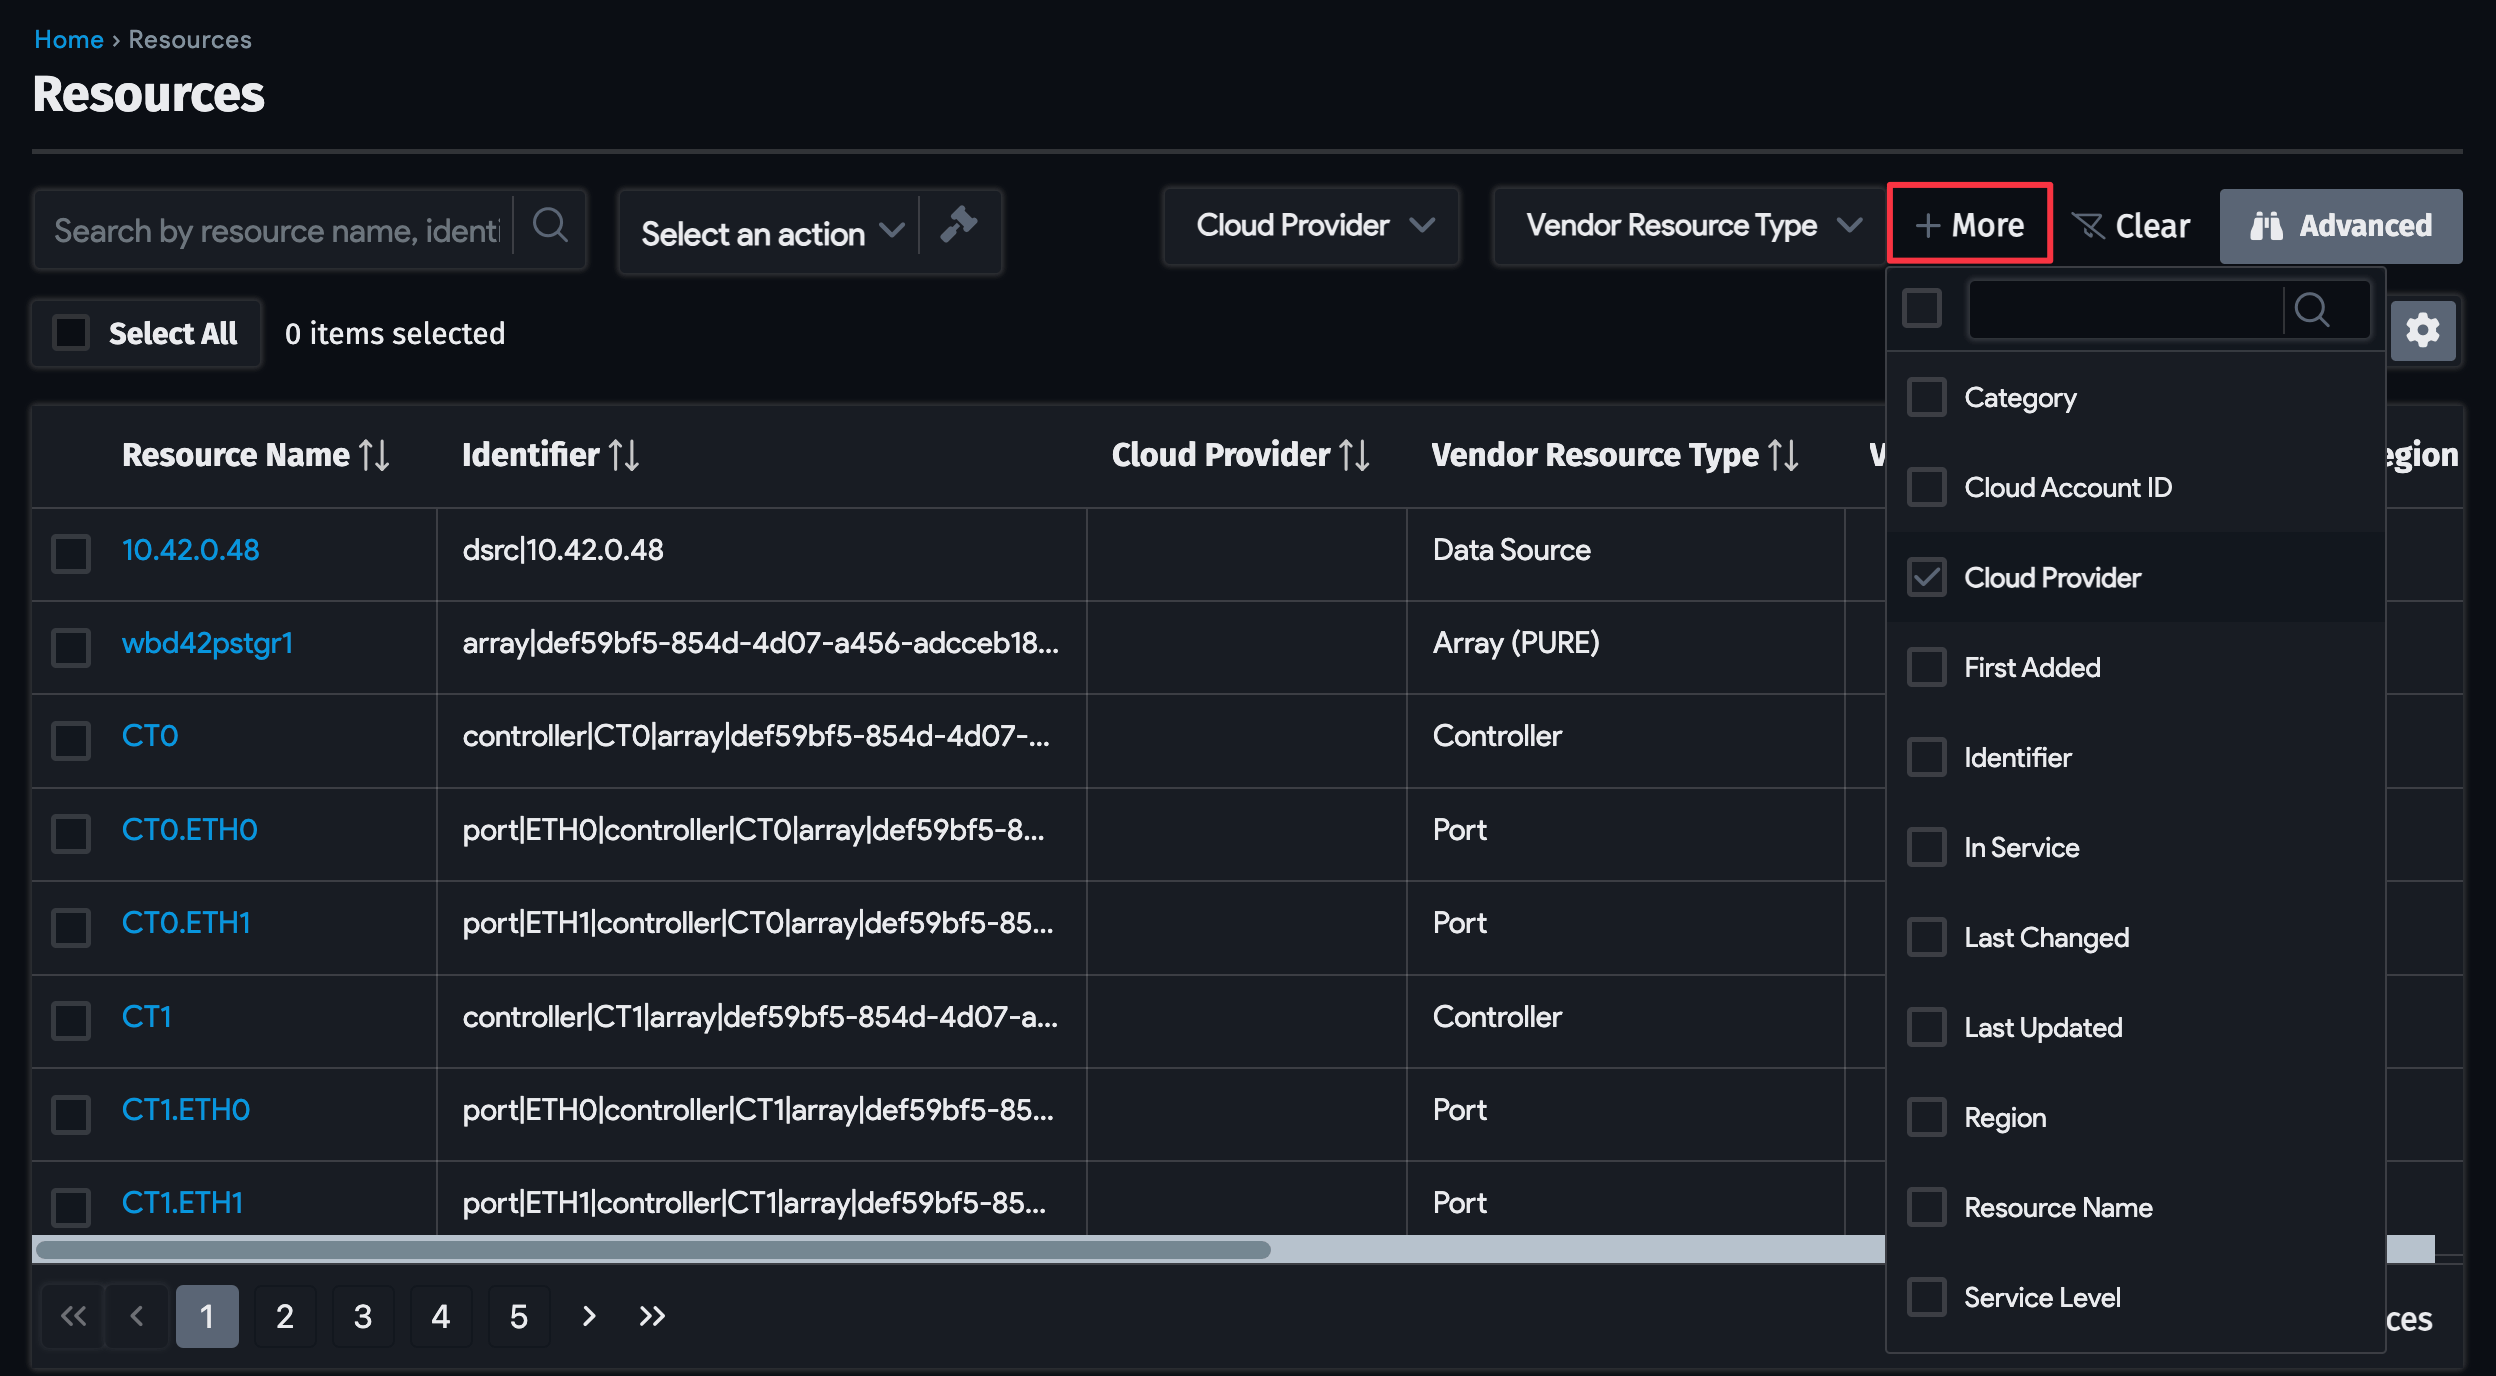 Home › Resources
Resources
Search by resource name, identi
Select an action
Cloud Provider
Vendor Resource Type
+ More
Clear
Advanced
Select All
0 items selected
Resource Name
Identifier
Cloud Provider
Vendor Resource Type
V
egion
10.42.0.48
dsrc|10.42.0.48
Data Source
wbd42pstgr1
array|def59bf5-854d-4d07-a456-adcceb18...
Array (PURE)
CT0
controller|CT0|array|def59bf5-854d-4d07-...
Controller
CT0.ETH0
port|ETH0|controller|CT0|array|def59bf5-8...
Port
CT0.ETH1
port|ETH1|controller|CT0|array|def59bf5-85...
Port
CT1
controller|CT1|array|def59bf5-854d-4d07-a...
Controller
CT1.ETH0
port|ETH0|controller|CT1|array|def59bf5-85...
Port
CT1.ETH1
port|ETH1|controller|CT1|array|def59bf5-85...
Port
Category
Cloud Account ID
Cloud Provider
First Added
Identifier
In Service
Last Changed
Last Updated
Region
Resource Name
Service Level
1 2 3 4 5
ces